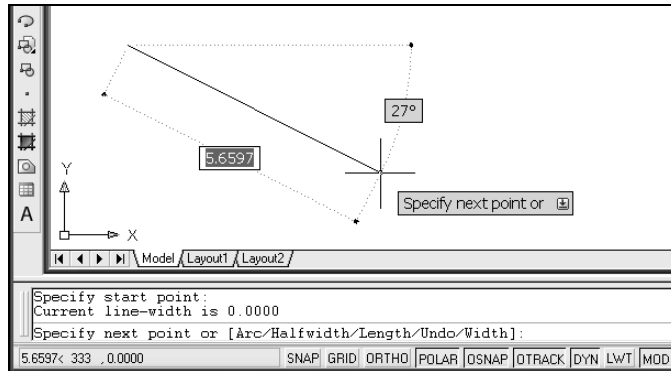 27°
5.6597
Specify next point or
Y
X
A
Model Layout1 Layout2
Specify start point:
Current line-width is 0.0000
Specify next point or [Arc/Halfwidth/Length/Undo/Width]:
5.6597< 333 ,0.0000 SNAP GRID ORTHO POLAR OSNAP OTRACK DYN LWT MOD